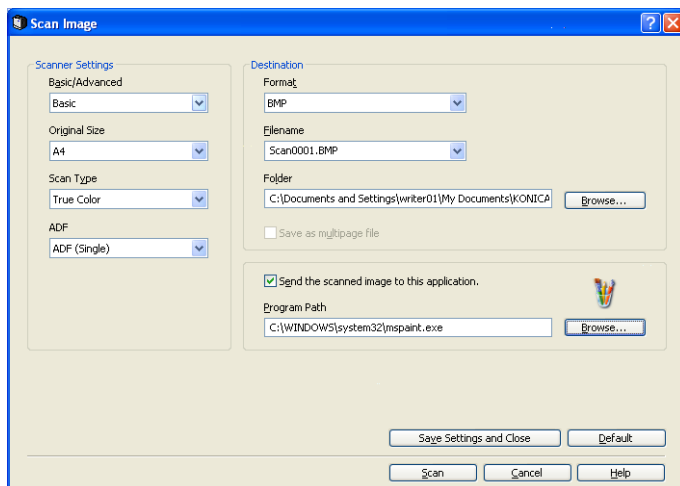 Scan Image
Scanner Settings
Basic/Advanced
Basic
Original Size
A4
Scan Type
True Color
ADF
ADF (Single)
Destination
Format
BMP
Filename
Scan0001.BMP
Folder
C:\Documents and Settings\writer01\My Documents\KONICA
Browse...
Save as multipage file
Send the scanned image to this application.
Program Path
C:\WINDOWS\system32\mspaint.exe
Browse...
Save Settings and Close
Default
Scan
Cancel
Help